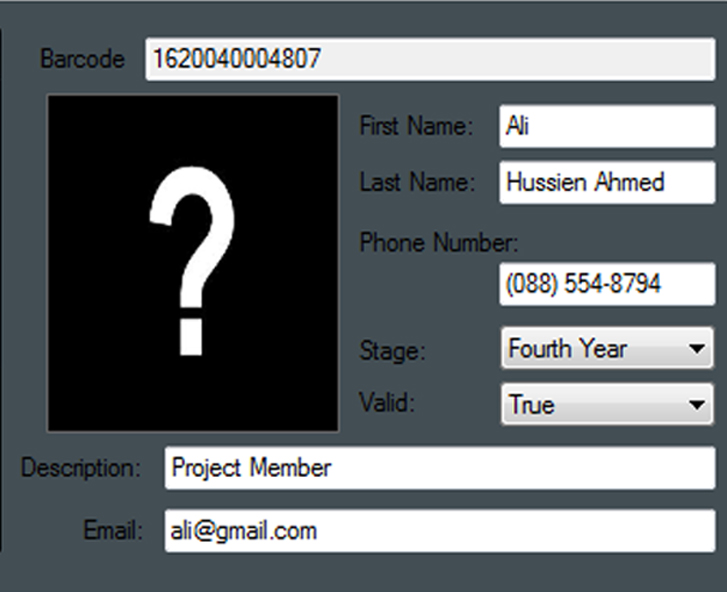 Barcode 1620040004807
?
First Name: Ali
Last Name: Hussien Ahmed
Phone Number:
(088) 554-8794
Stage: Fourth Year
Valid: True
Description: Project Member
Email: ali@gmail.com